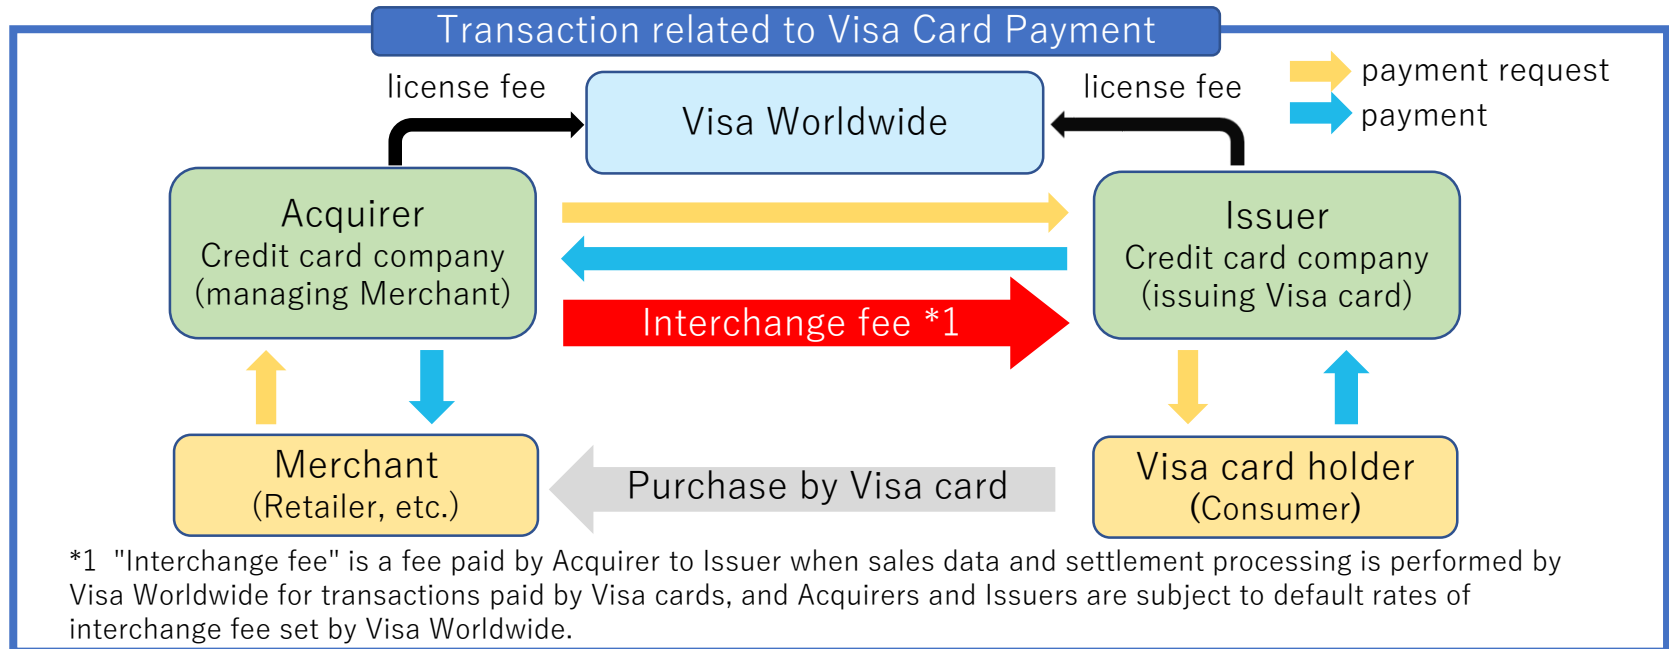 Transaction related to Visa Card Payment
license fee
Visa Worldwide
license fee
payment request
payment
Acquirer
Credit card company
(managing Merchant)
Issuer
Credit card company
(issuing Visa card)
Interchange fee *1
Merchant
(Retailer, etc.)
Purchase by Visa card
Visa card holder
(Consumer)
*1 "Interchange fee" is a fee paid by Acquirer to Issuer when sales data and settlement processing is performed by
Visa Worldwide for transactions paid by Visa cards, and Acquirers and Issuers are subject to default rates of
interchange fee set by Visa Worldwide.